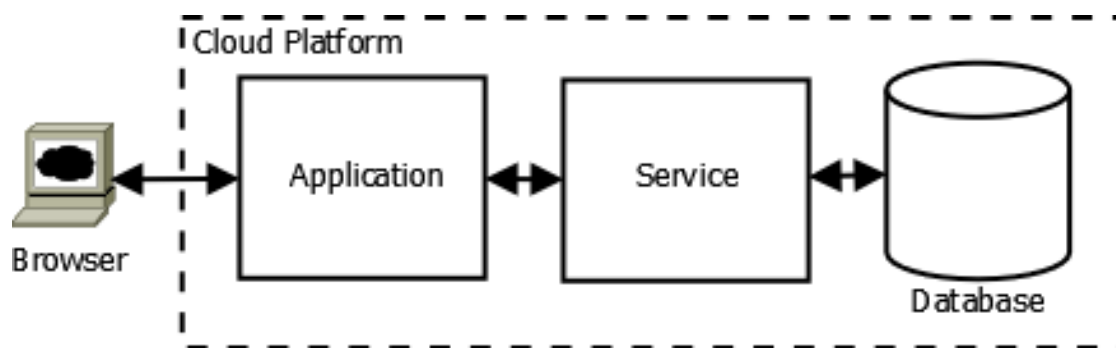 Cloud Platform
Application
Service
Browser
Database